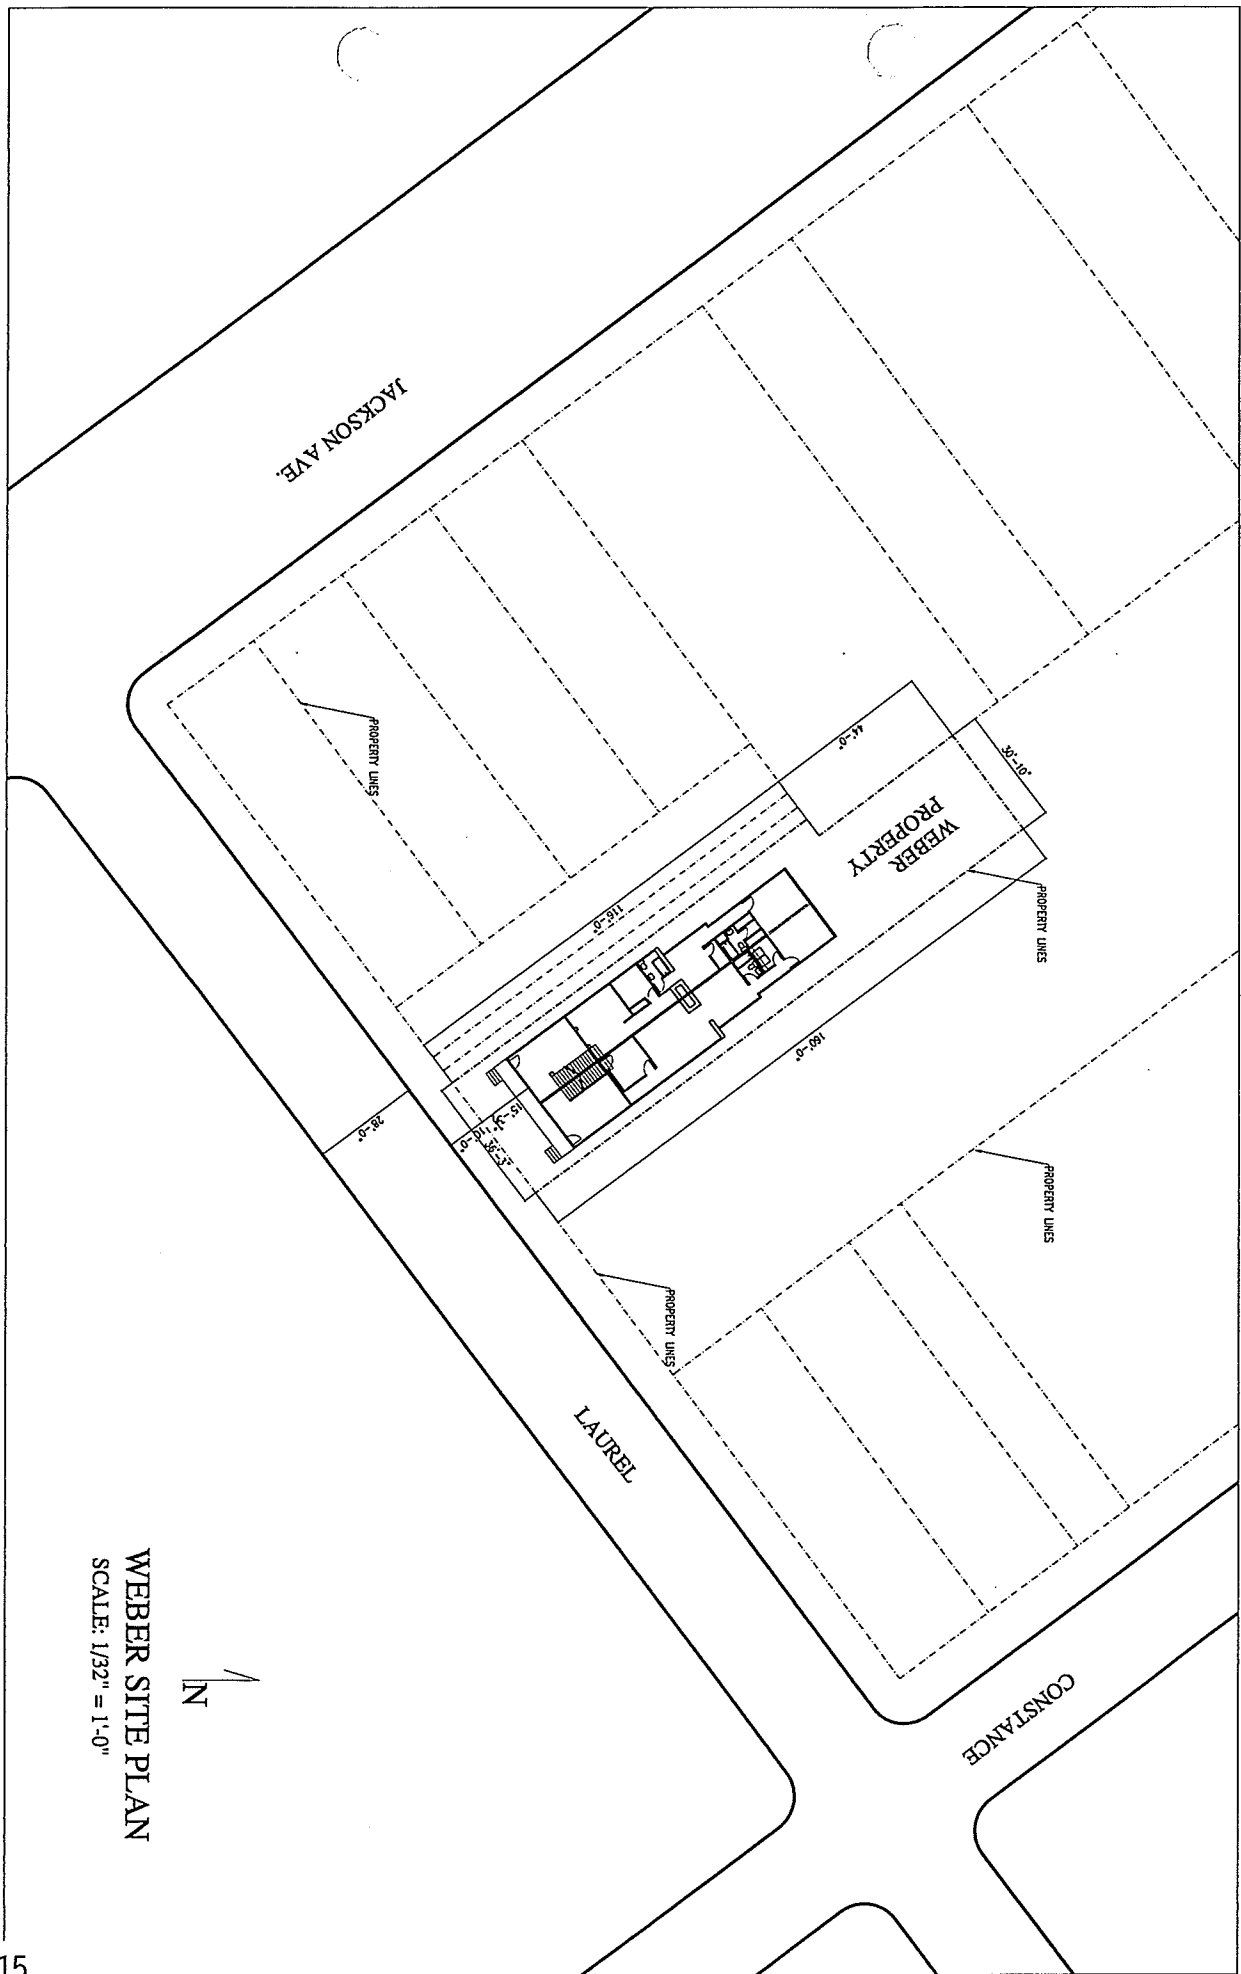 JACKSON AVE.
PROPERTY LINES
44'-0"
30'-10"
WEBER
PROPERTY
PROPERTY LINES
116'-0"
160'-0"
28'-0"
10'-0"
36'-3"
PROPERTY LINES
PROPERTY LINES
LAUREL
CONSTANCE
N
WEBER SITE PLAN
SCALE: 1/32" = 1'-0"
15